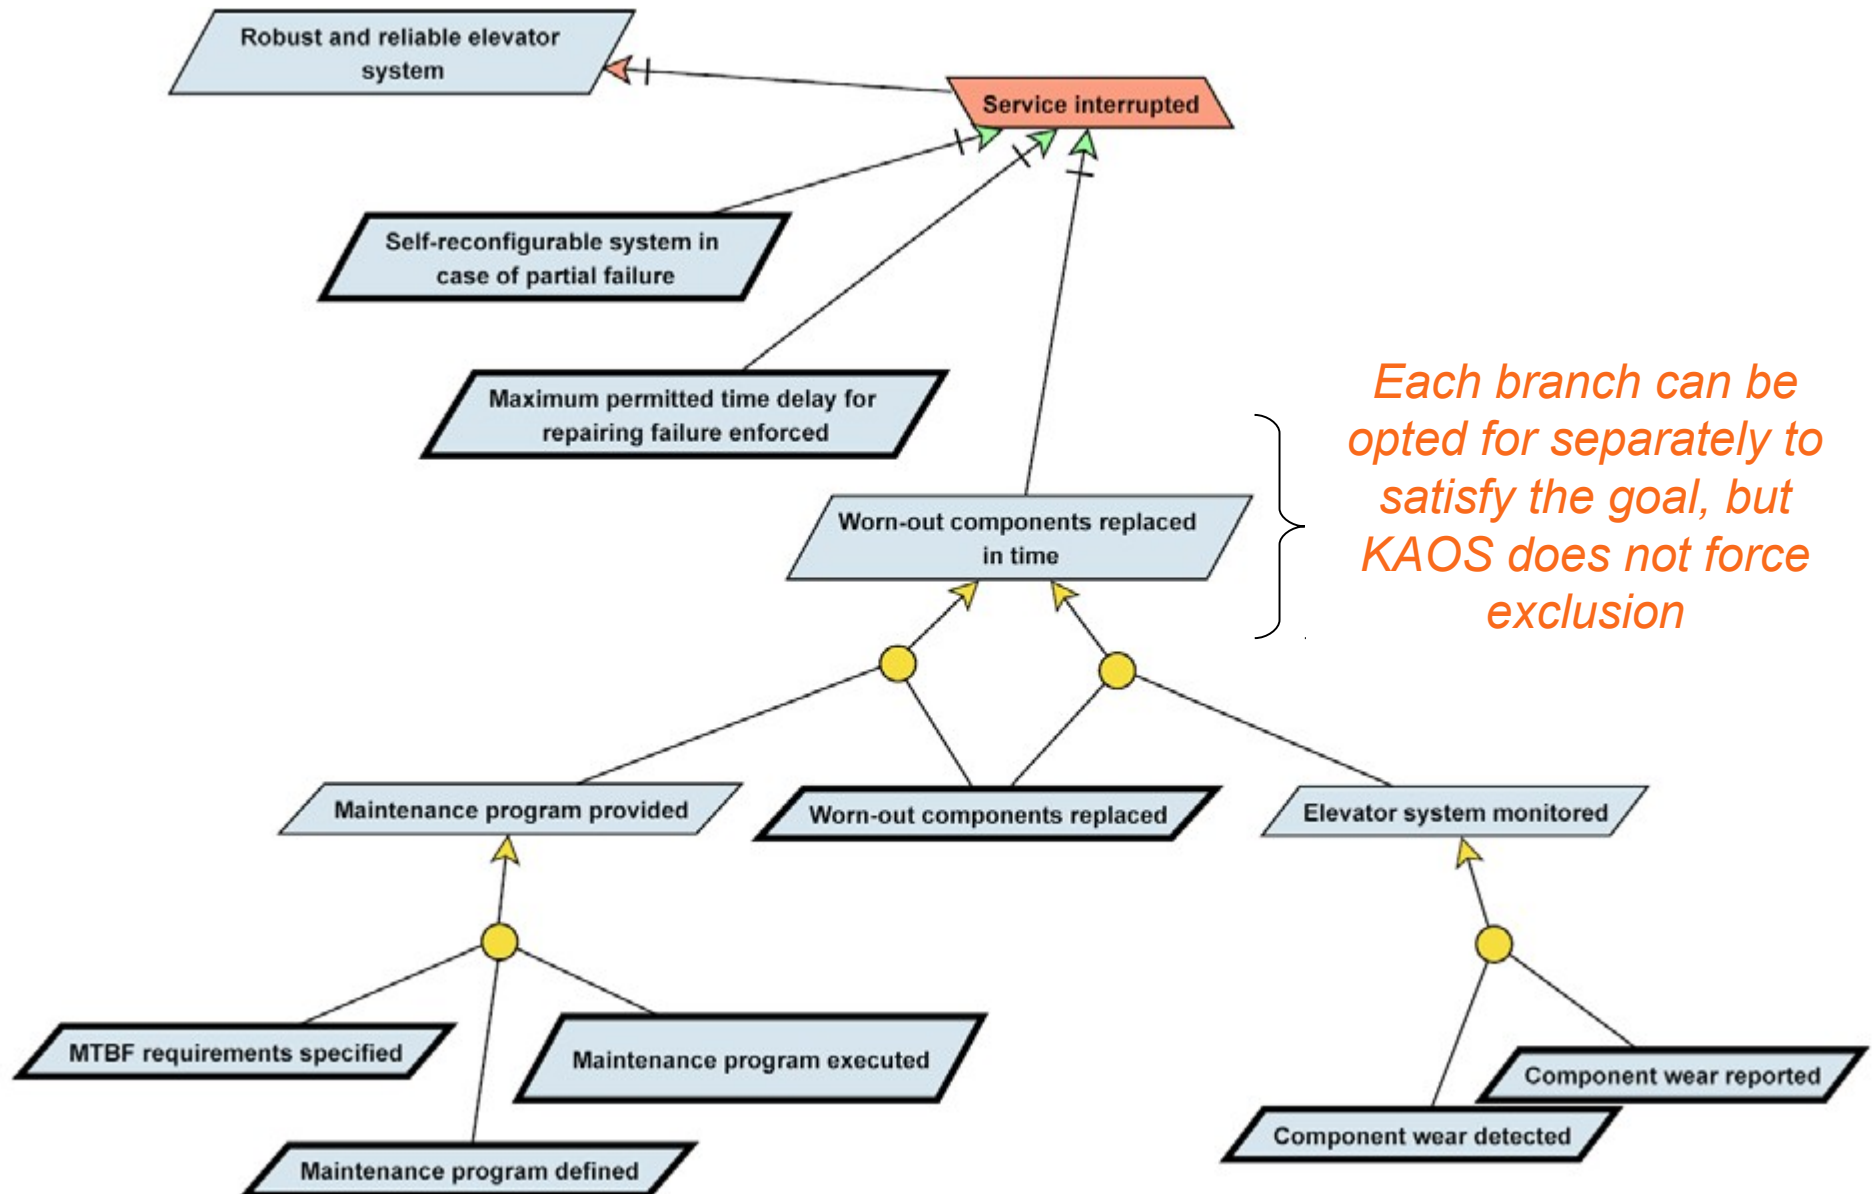 Robust and reliable elevator
system
Service interrupted
Self-reconfigurable system in
case of partial failure
Maximum permitted time delay for
repairing failure enforced
Each branch can be
opted for separately to
satisfy the goal, but
KAOS does not force
exclusion
Worn-out components replaced
in time
Maintenance program provided
Worn-out components replaced
Elevator system monitored
MTBF requirements specified
Maintenance program executed
Component wear reported
Component wear detected
Maintenance program defined